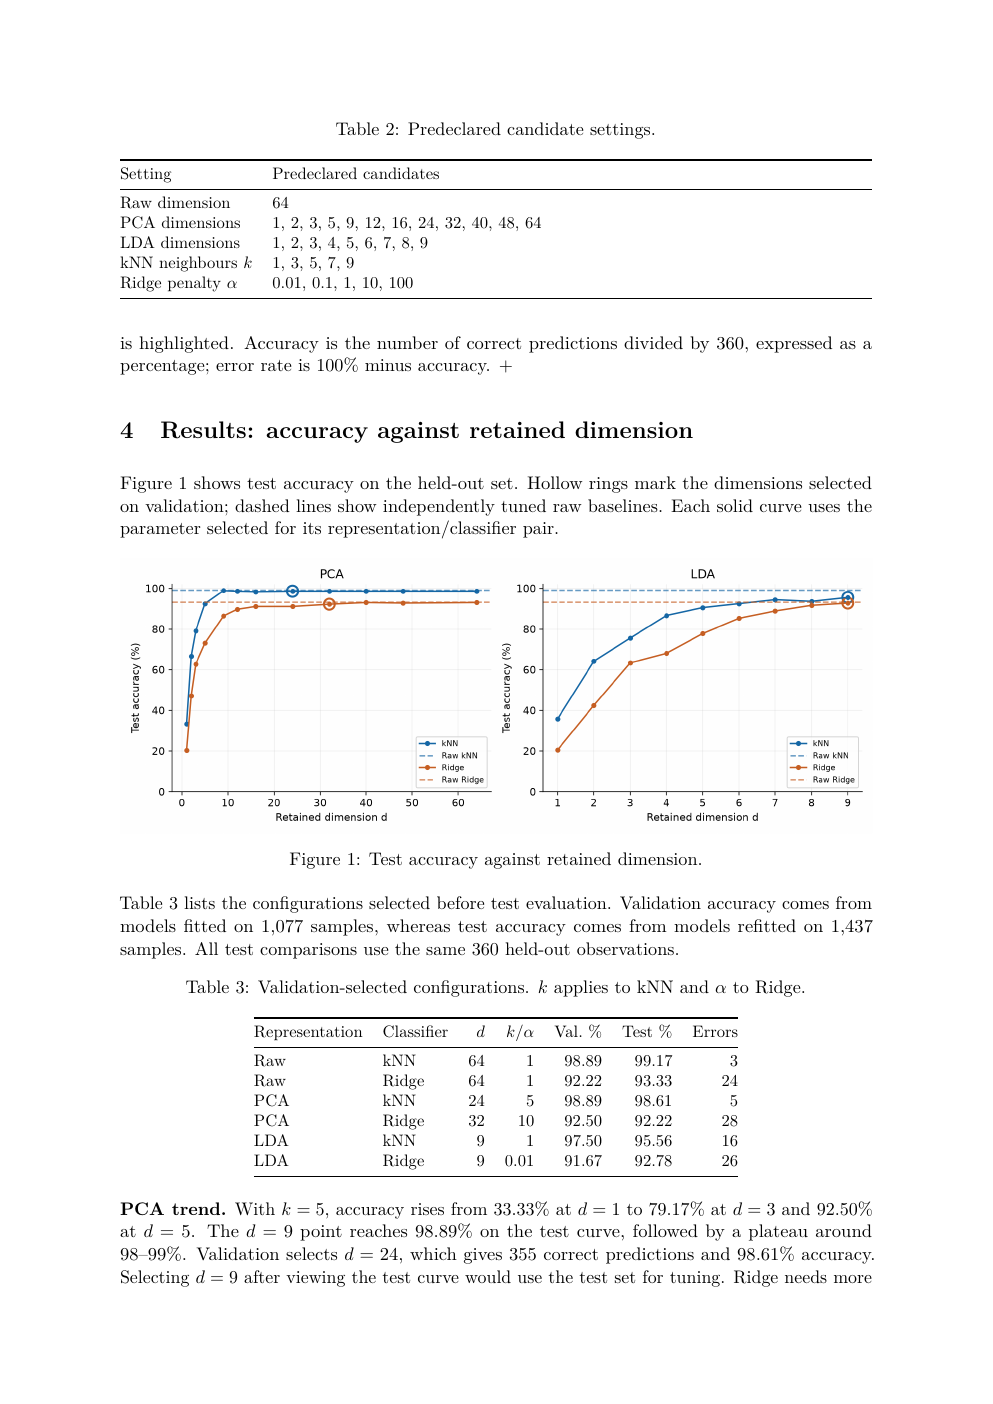 Table 2: Predeclared candidate settings.
Setting Predeclared candidates
Raw dimension 64
PCA dimensions 1, 2, 3, 5, 9, 12, 16, 24, 32, 40, 48, 64
LDA dimensions 1, 2, 3, 4, 5, 6, 7, 8, 9
kNN neighbours k 1, 3, 5, 7, 9
Ridge penalty α 0.01, 0.1, 1, 10, 100
is highlighted. Accuracy is the number of correct predictions divided by 360, expressed as a
percentage; error rate is 100% minus accuracy. +
4 Results: accuracy against retained dimension
Figure 1 shows test accuracy on the held-out set. Hollow rings mark the dimensions selected
on validation; dashed lines show independently tuned raw baselines. Each solid curve uses the
parameter selected for its representation/classifier pair.
PCA
100
80
60
40
20
0
Test accuracy (%)
0 10 20 30 40 50 60
Retained dimension d
kNN
Raw kNN
Ridge
Raw Ridge
LDA
100
80
60
40
20
0
Test accuracy (%)
1 2 3 4 5 6 7 8 9
Retained dimension d
kNN
Raw kNN
Ridge
Raw Ridge
Figure 1: Test accuracy against retained dimension.
Table 3 lists the configurations selected before test evaluation. Validation accuracy comes from
models fitted on 1,077 samples, whereas test accuracy comes from models refitted on 1,437
samples. All test comparisons use the same 360 held-out observations.
Table 3: Validation-selected configurations. k applies to kNN and α to Ridge.
Representation Classifier d k/α Val. % Test % Errors
Raw kNN 64 1 98.89 99.17 3
Raw Ridge 64 1 92.22 93.33 24
PCA kNN 24 5 98.89 98.61 5
PCA Ridge 32 10 92.50 92.22 28
LDA kNN 9 1 97.50 95.56 16
LDA Ridge 9 0.01 91.67 92.78 26
PCA trend. With k = 5, accuracy rises from 33.33% at d = 1 to 79.17% at d = 3 and 92.50%
at d = 5. The d = 9 point reaches 98.89% on the test curve, followed by a plateau around
98–99%. Validation selects d = 24, which gives 355 correct predictions and 98.61% accuracy.
Selecting d = 9 after viewing the test curve would use the test set for tuning. Ridge needs more